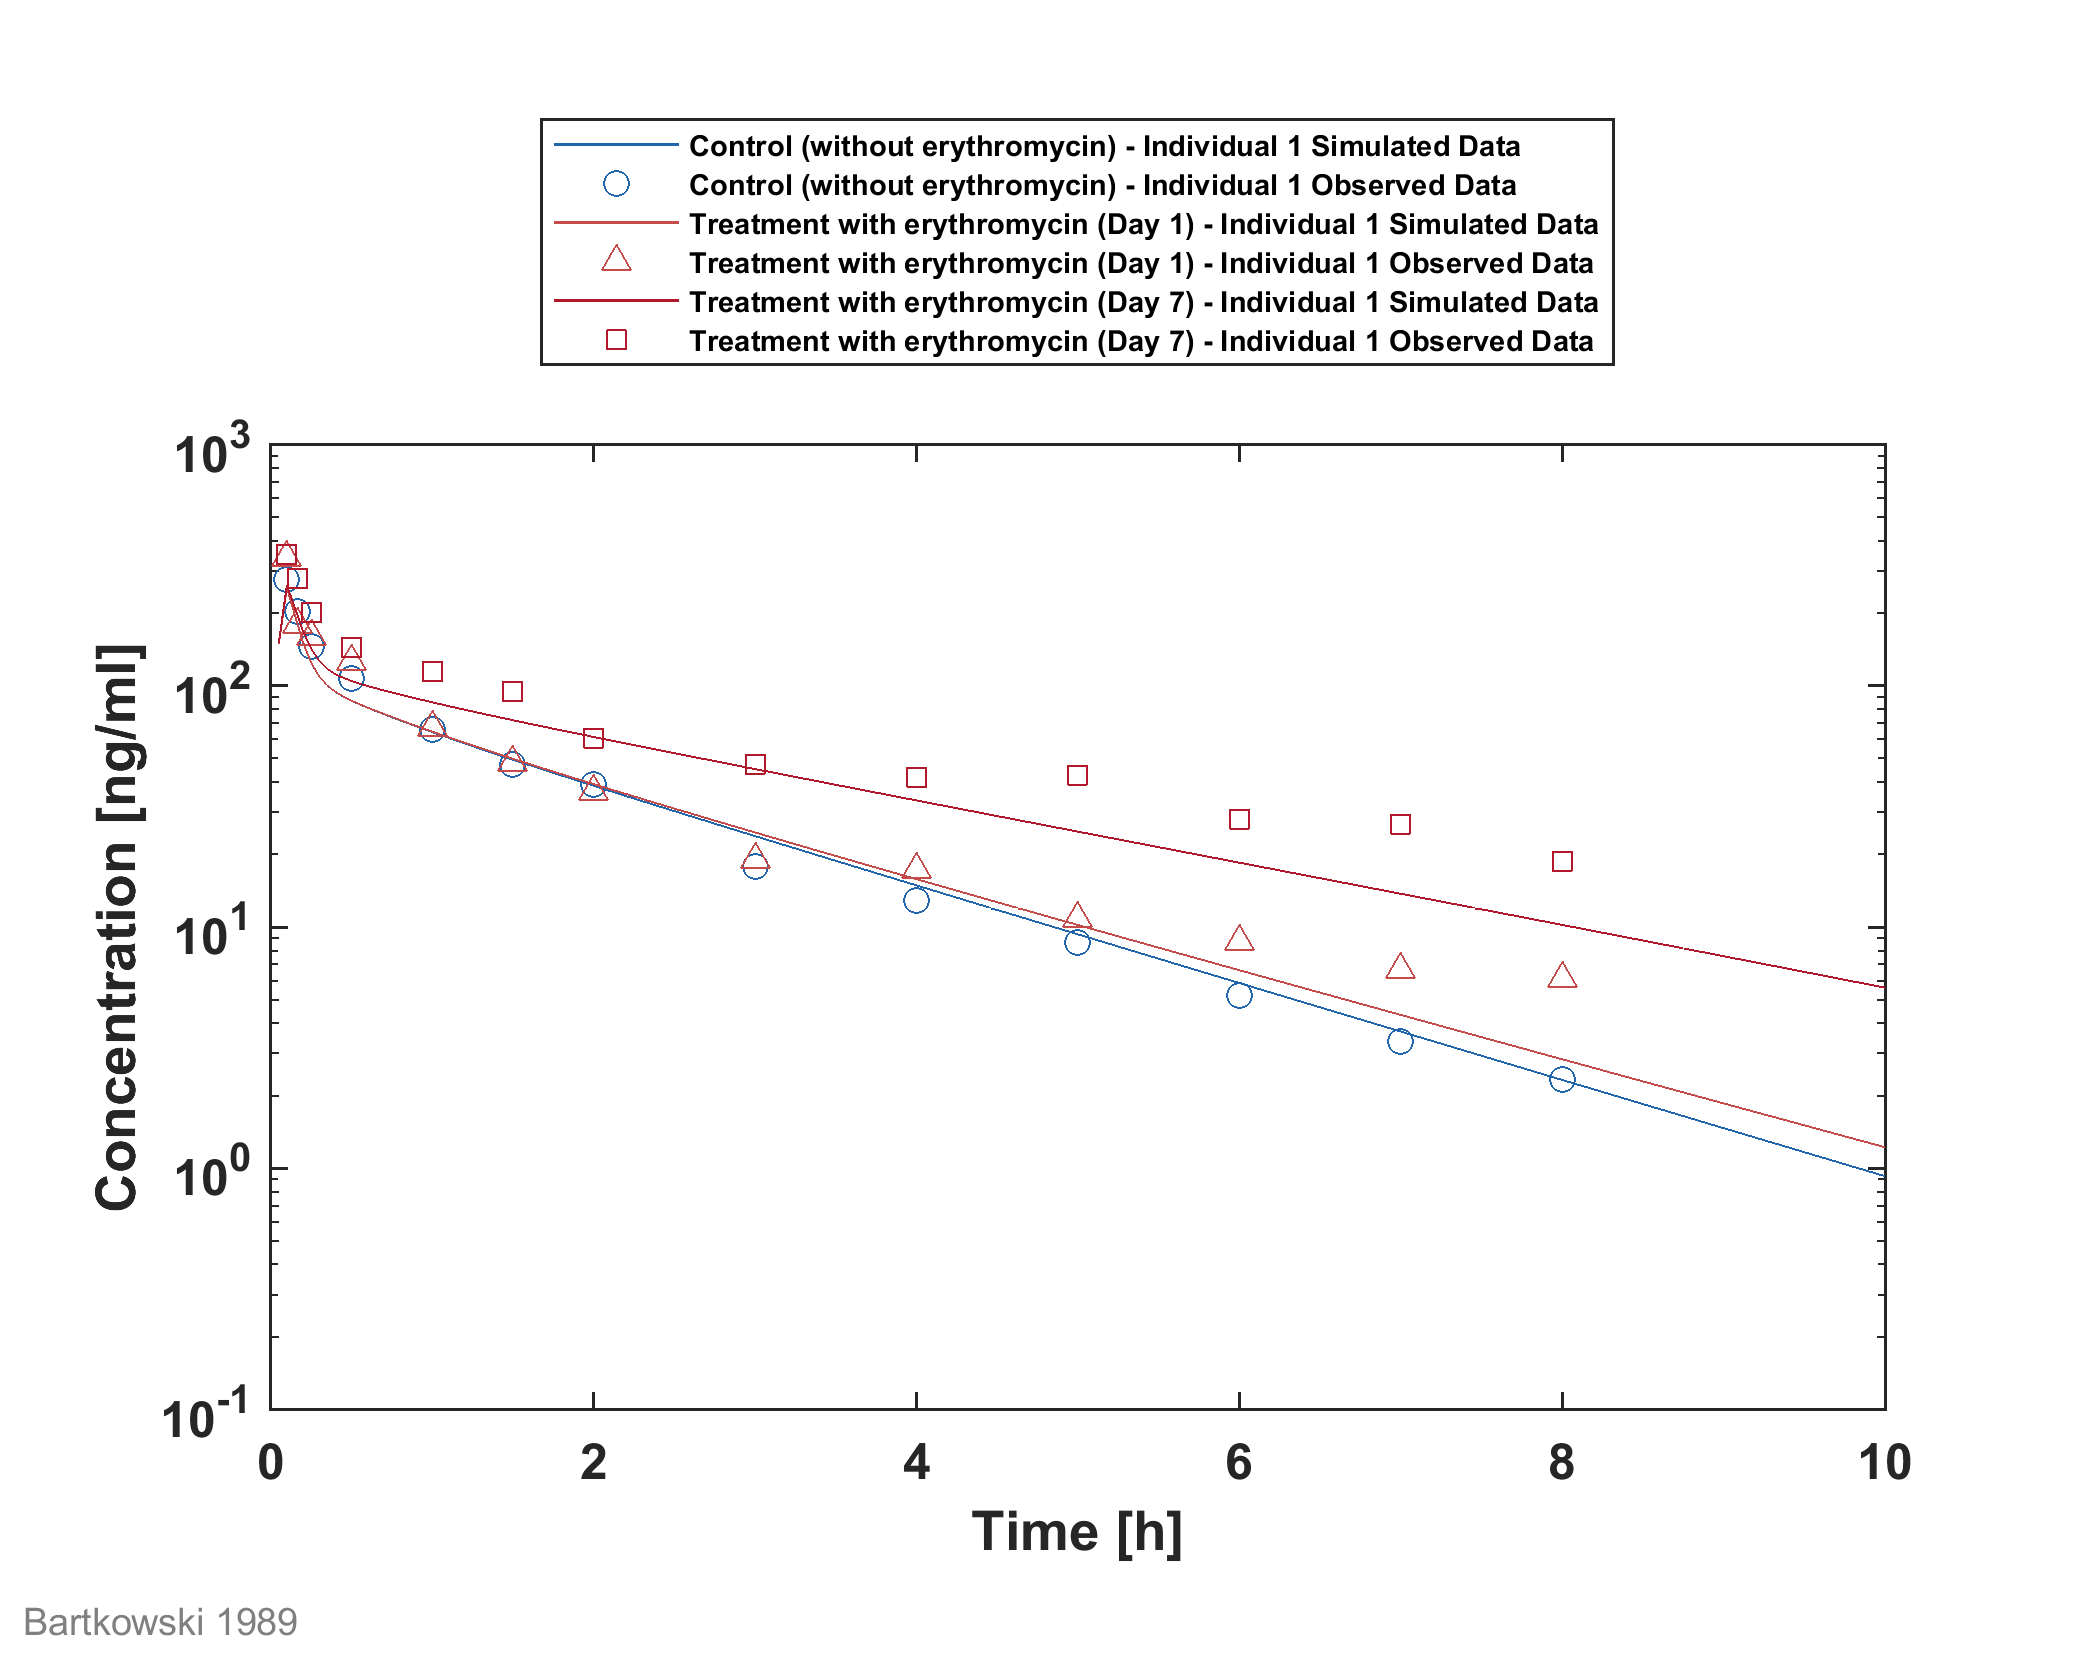 Control (without erythromycin) - Individual 1 Simulated Data
Control (without erythromycin) - Individual 1 Observed Data
Treatment with erythromycin (Day 1) - Individual 1 Simulated Data
Treatment with erythromycin (Day 1) - Individual 1 Observed Data
Treatment with erythromycin (Day 7) - Individual 1 Simulated Data
Treatment with erythromycin (Day 7) - Individual 1 Observed Data
Concentration [ng/ml]
10^3
10^2
10^1
10^0
10^-1
0 2 4 6 8 10
Time [h]
Bartkowski 1989